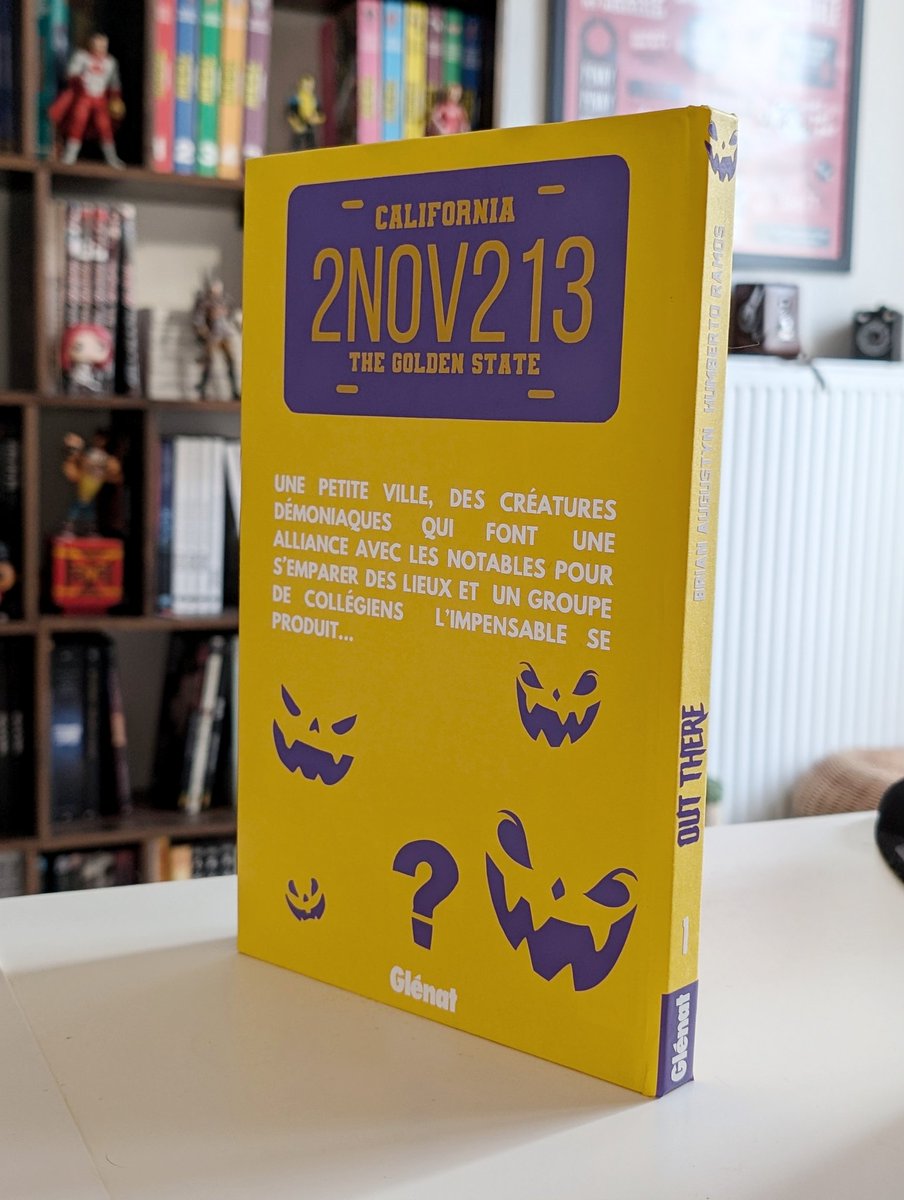 CALIFORNIA
2NOV213
THE GOLDEN STATE
UNE PETITE VILLE, DES CRÉATURES
DÉMONIAQUES QUI FONT UNE
ALLIANCE AVEC LES NOTABLES POUR
S'EMPARER DES LIEUX ET UN GROUPE
DE COLLÉGIENS L'IMPENSABLE SE
PRODUIT...
?
Glénat
BRIAN AUGUSTYN HUMBERTO RAMOS
OUT THERE
1
Glénat